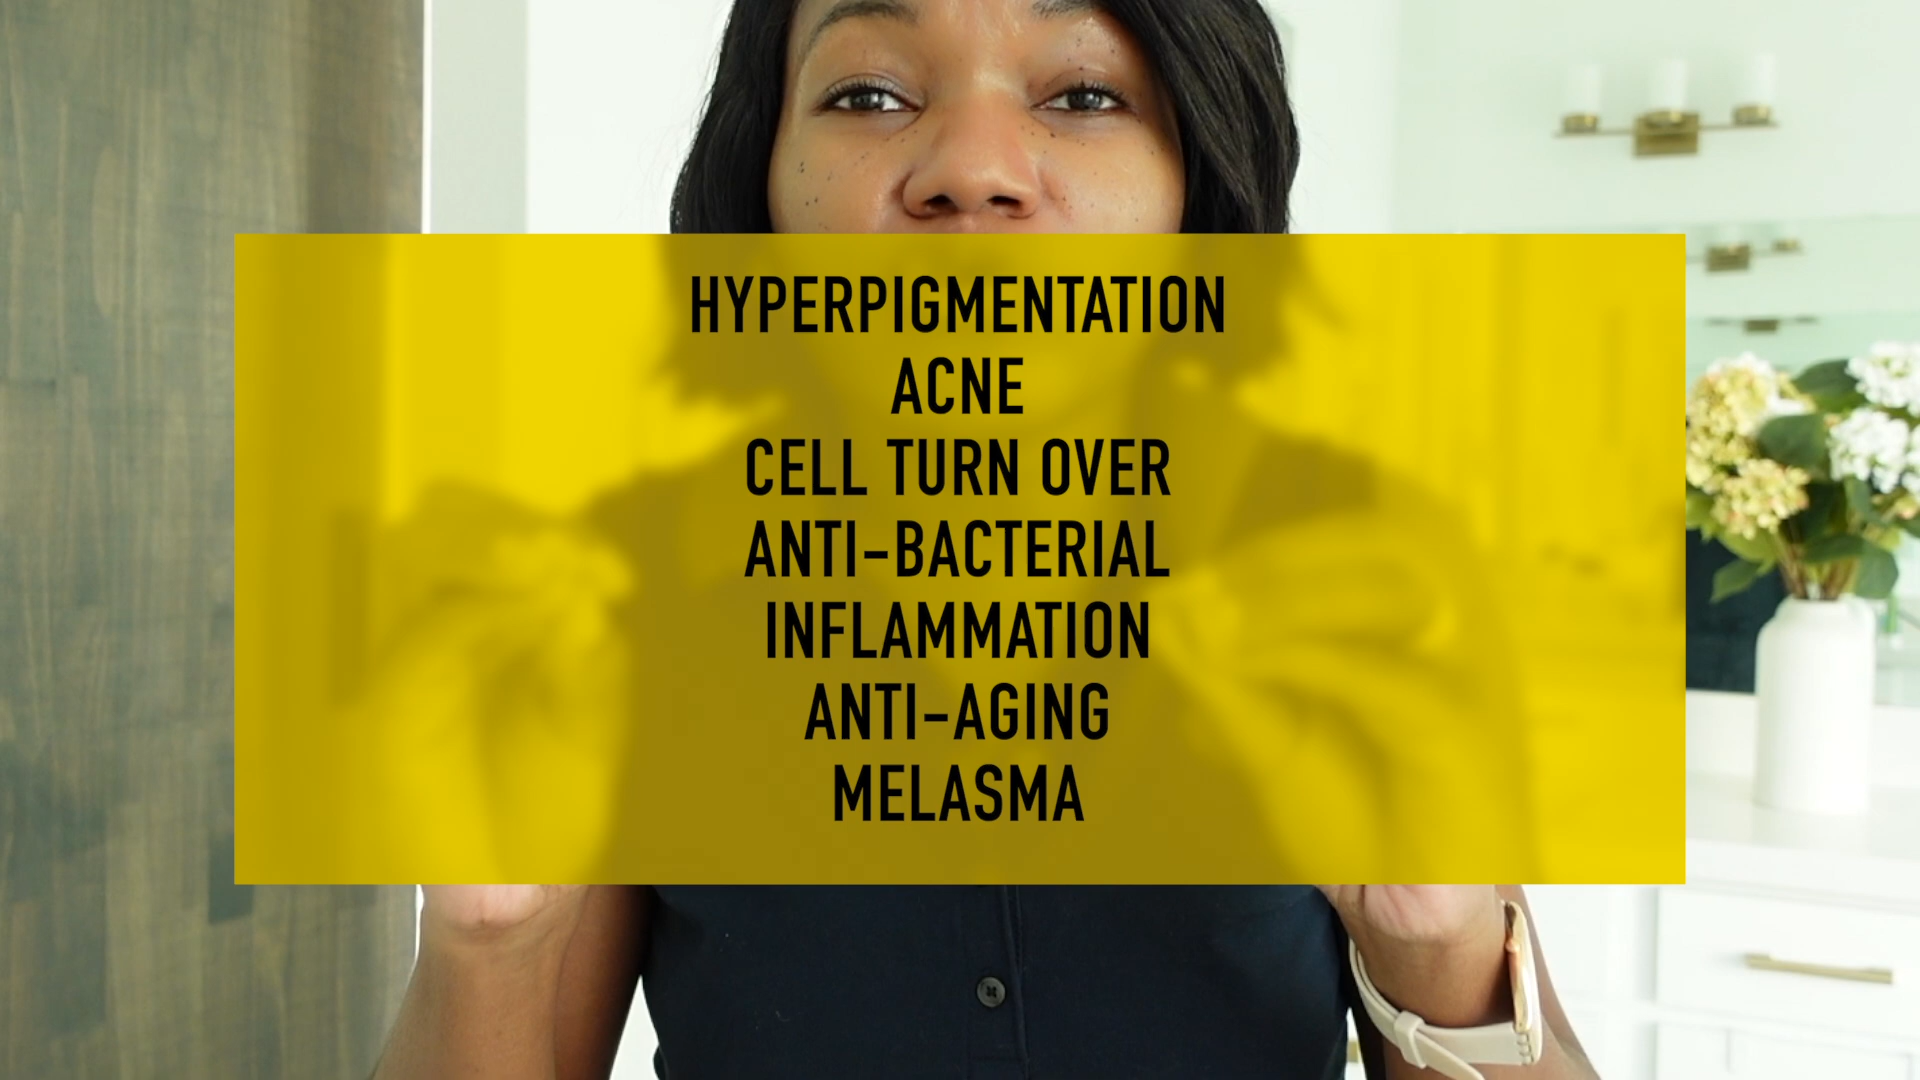 HYPERPIGMENTATION
ACNE
CELL TURN OVER
ANTI-BACTERIAL
INFLAMMATION
ANTI-AGING
MELASMA